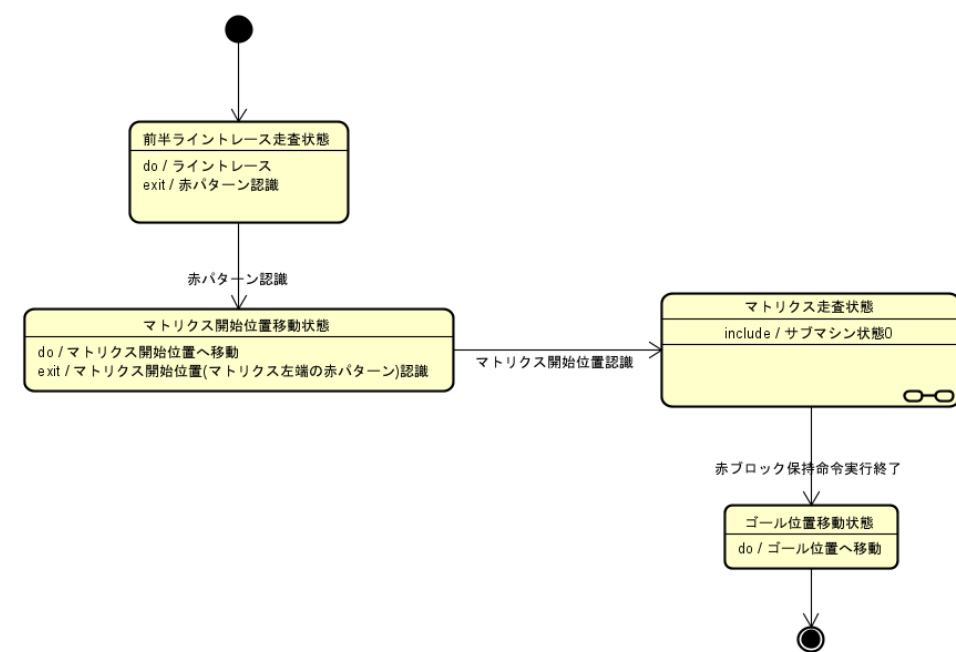 前半ライントレース走査状態
do / ライントレース
exit / 赤パターン認識
赤パターン認識
マトリクス開始位置移動状態
do / マトリクス開始位置へ移動
exit / マトリクス開始位置(マトリクス左端の赤パターン)認識
マトリクス開始位置認識
マトリクス走査状態
include / サブマシン状態0
赤ブロック保持命令実行終了
ゴール位置移動状態
do / ゴール位置へ移動